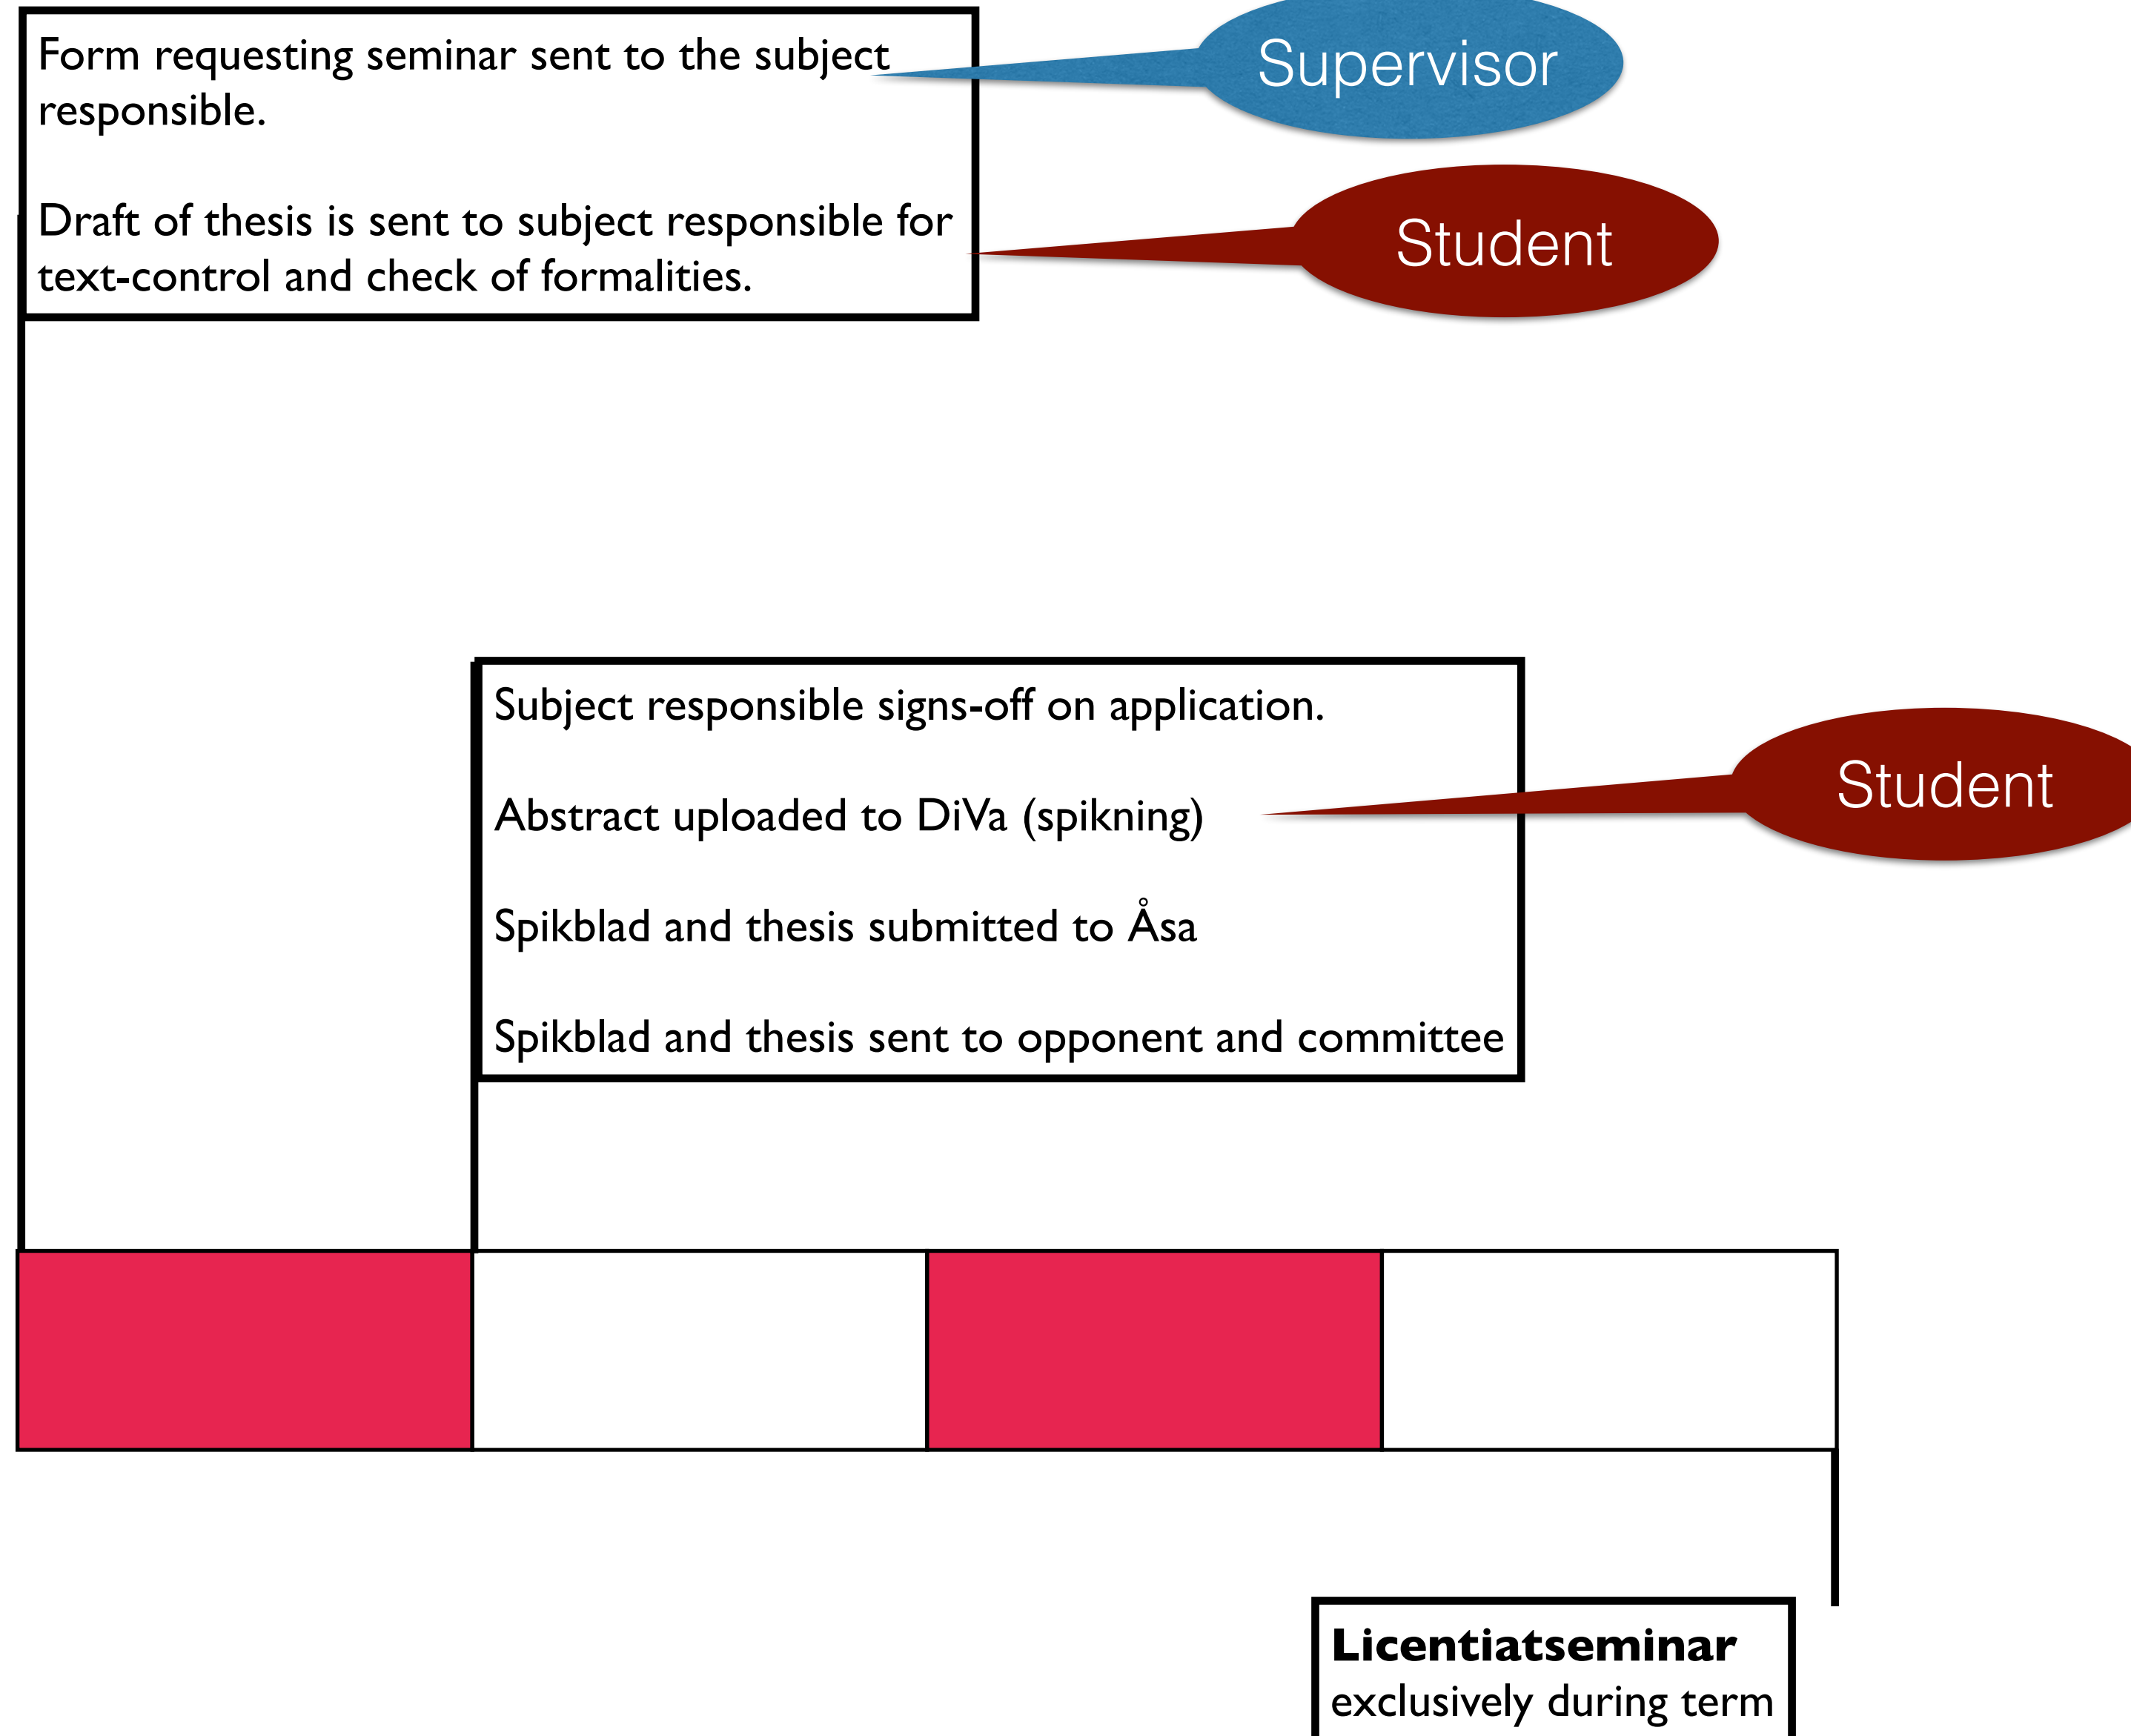 Form requesting seminar sent to the subject
responsible.
Supervisor
Draft of thesis is sent to subject responsible for
text-control and check of formalities.
Student
Subject responsible signs-off on application.
Abstract uploaded to DiVa (spikning)
Student
Spikblad and thesis submitted to Åsa
Spikblad and thesis sent to opponent and committee
Licentiatseminar
exclusively during term